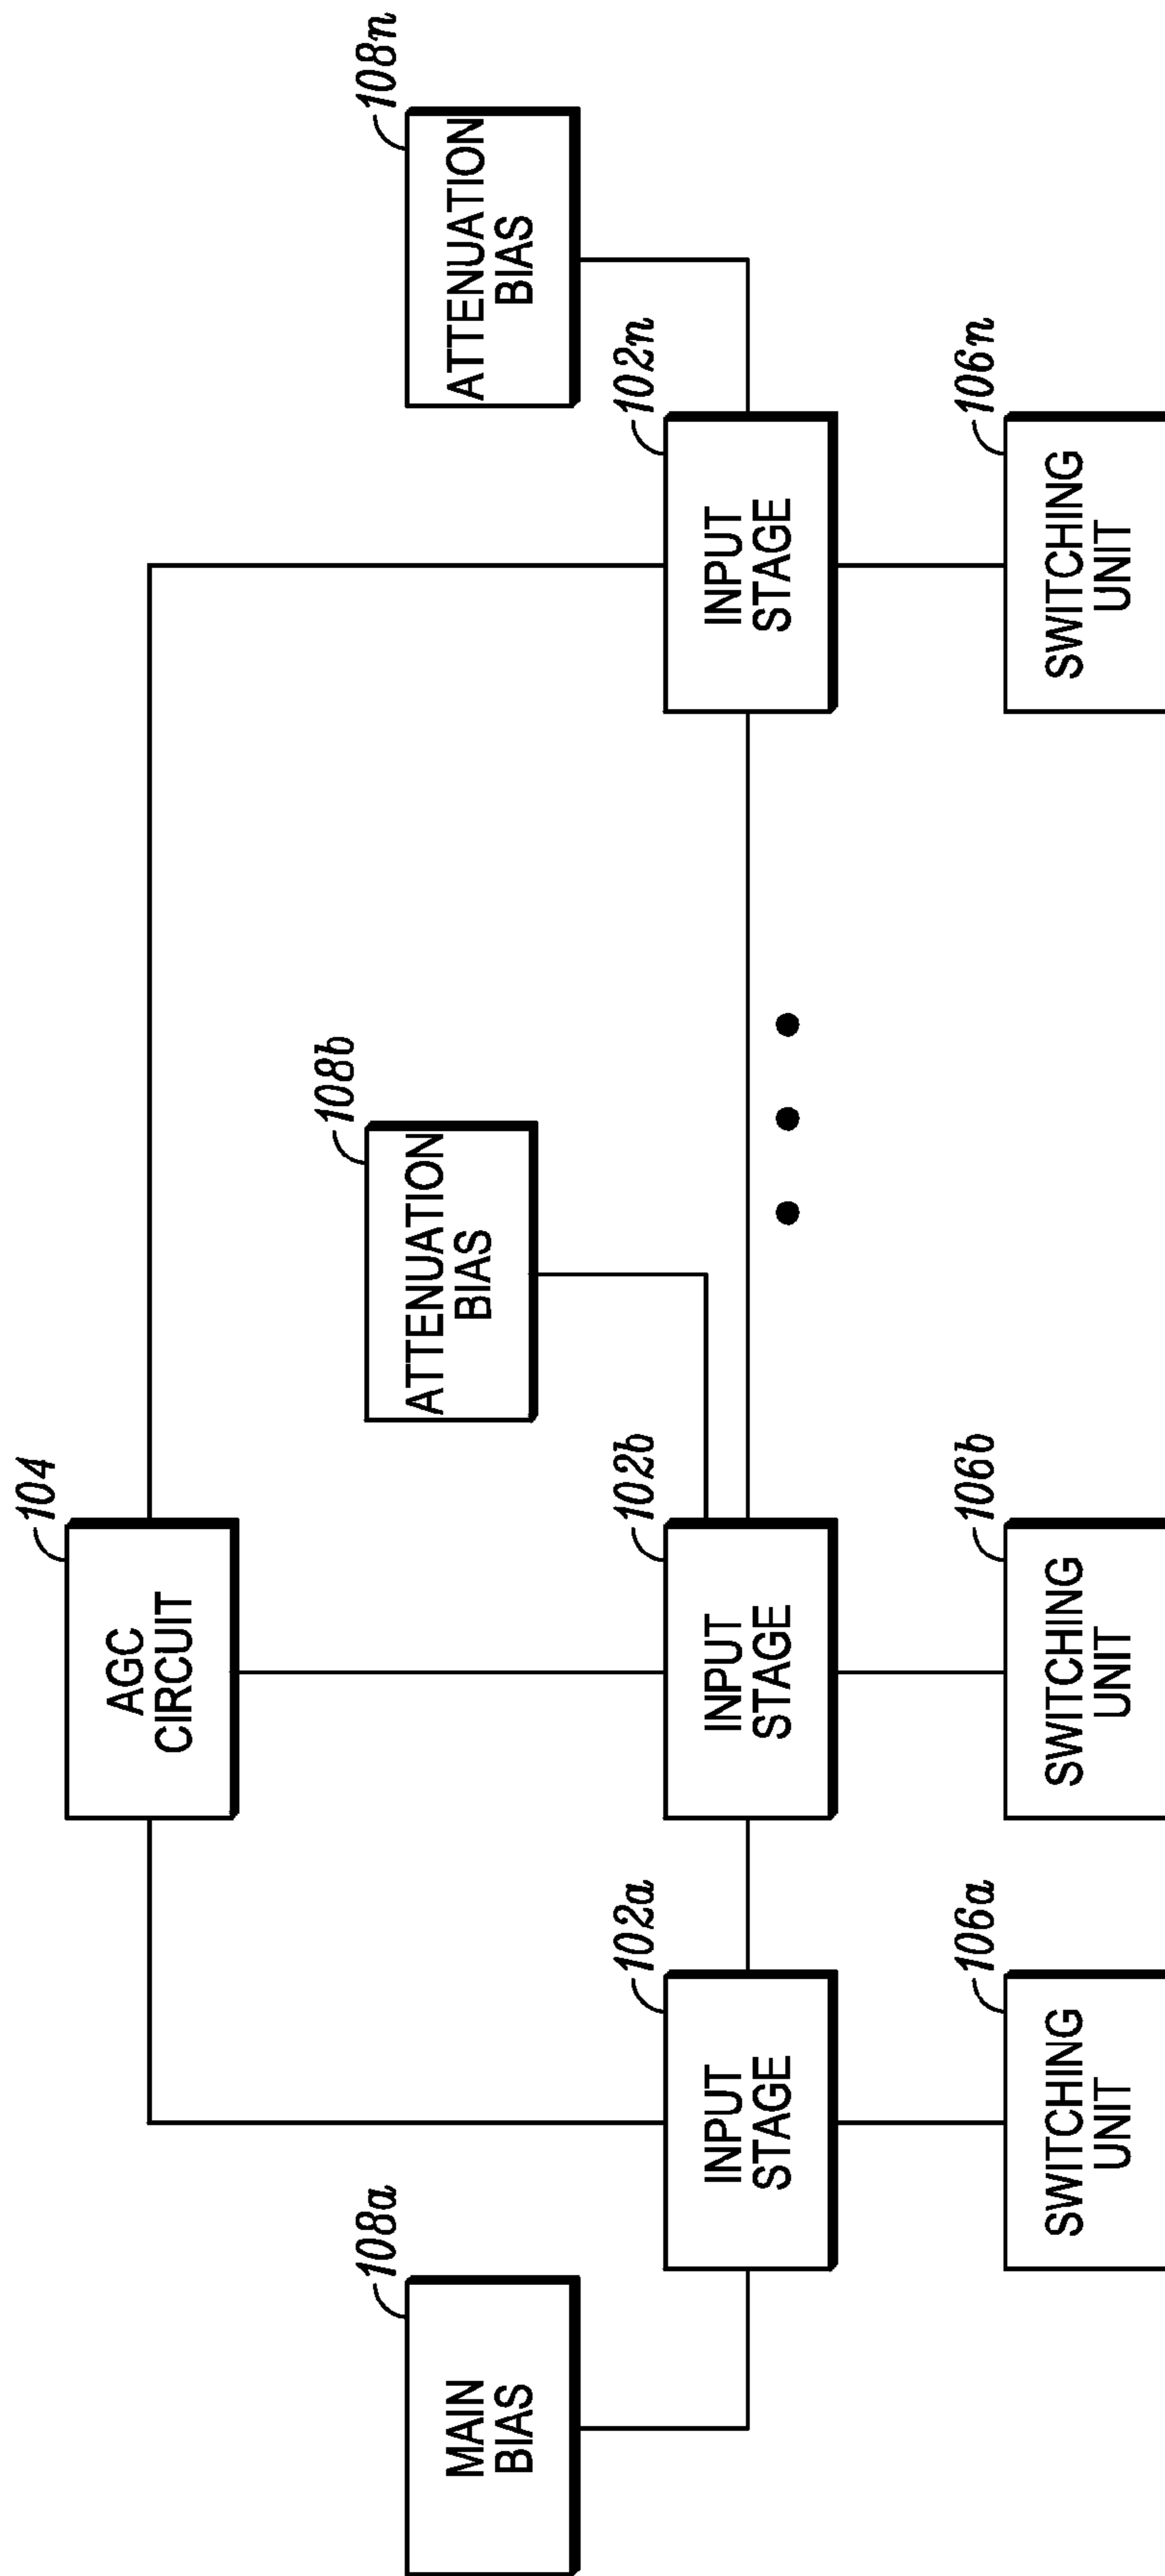 104
AGC
CIRCUIT
108a
MAIN
BIAS
108b
ATTENUATION
BIAS
108n
ATTENUATION
BIAS
102a
INPUT
STAGE
102b
INPUT
STAGE
102n
INPUT
STAGE
106a
SWITCHING
UNIT
106b
SWITCHING
UNIT
106n
SWITCHING
UNIT